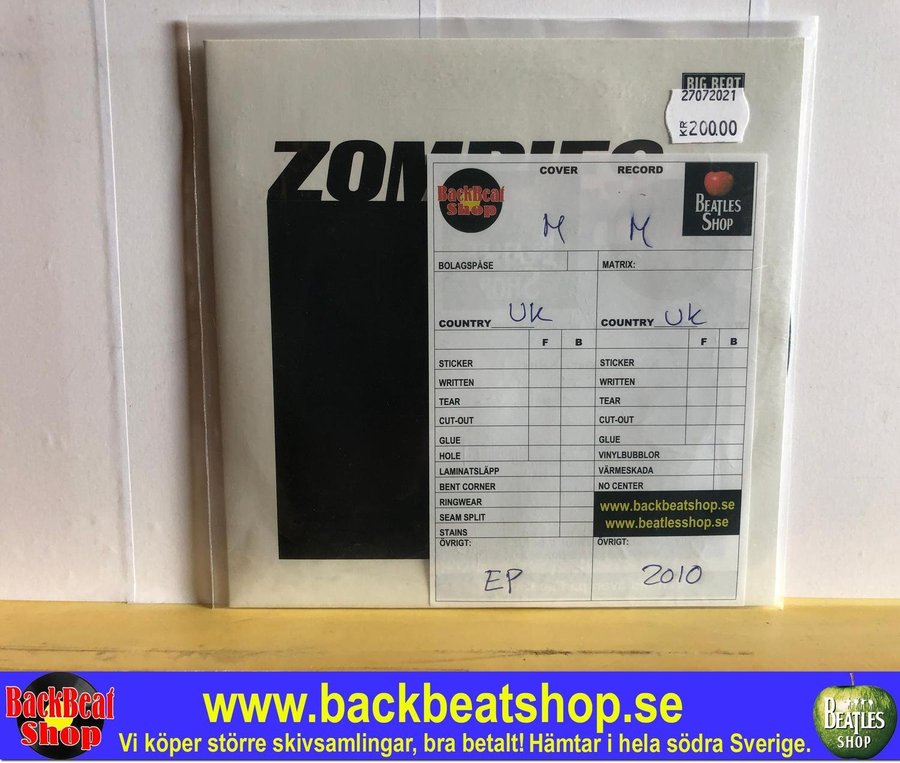 BIG BEAT
27072021
KR 200.00
ZOMBIES
COVER RECORD
BackBeat
Shop
BEATLES
SHOP
M M
BOLAGSPÅSE MATRIX:
COUNTRY UK COUNTRY UK
F B F B
STICKER STICKER
WRITTEN WRITTEN
TEAR TEAR
CUT-OUT CUT-OUT
GLUE GLUE
HOLE VINYLBUBBLOR
LAMINATSLÄPP VÄRMESKADA
BENT CORNER NO CENTER
RINGWEAR
SEAM SPLIT
STAINS
www.backbeatshop.se
www.beatlesshop.se
ÖVRIGT: ÖVRIGT:
EP 2010
BackBeat
Shop
www.backbeatshop.se
Vi köper större skivsamlingar, bra betalt! Hämtar i hela södra Sverige.
BEATLES
SHOP